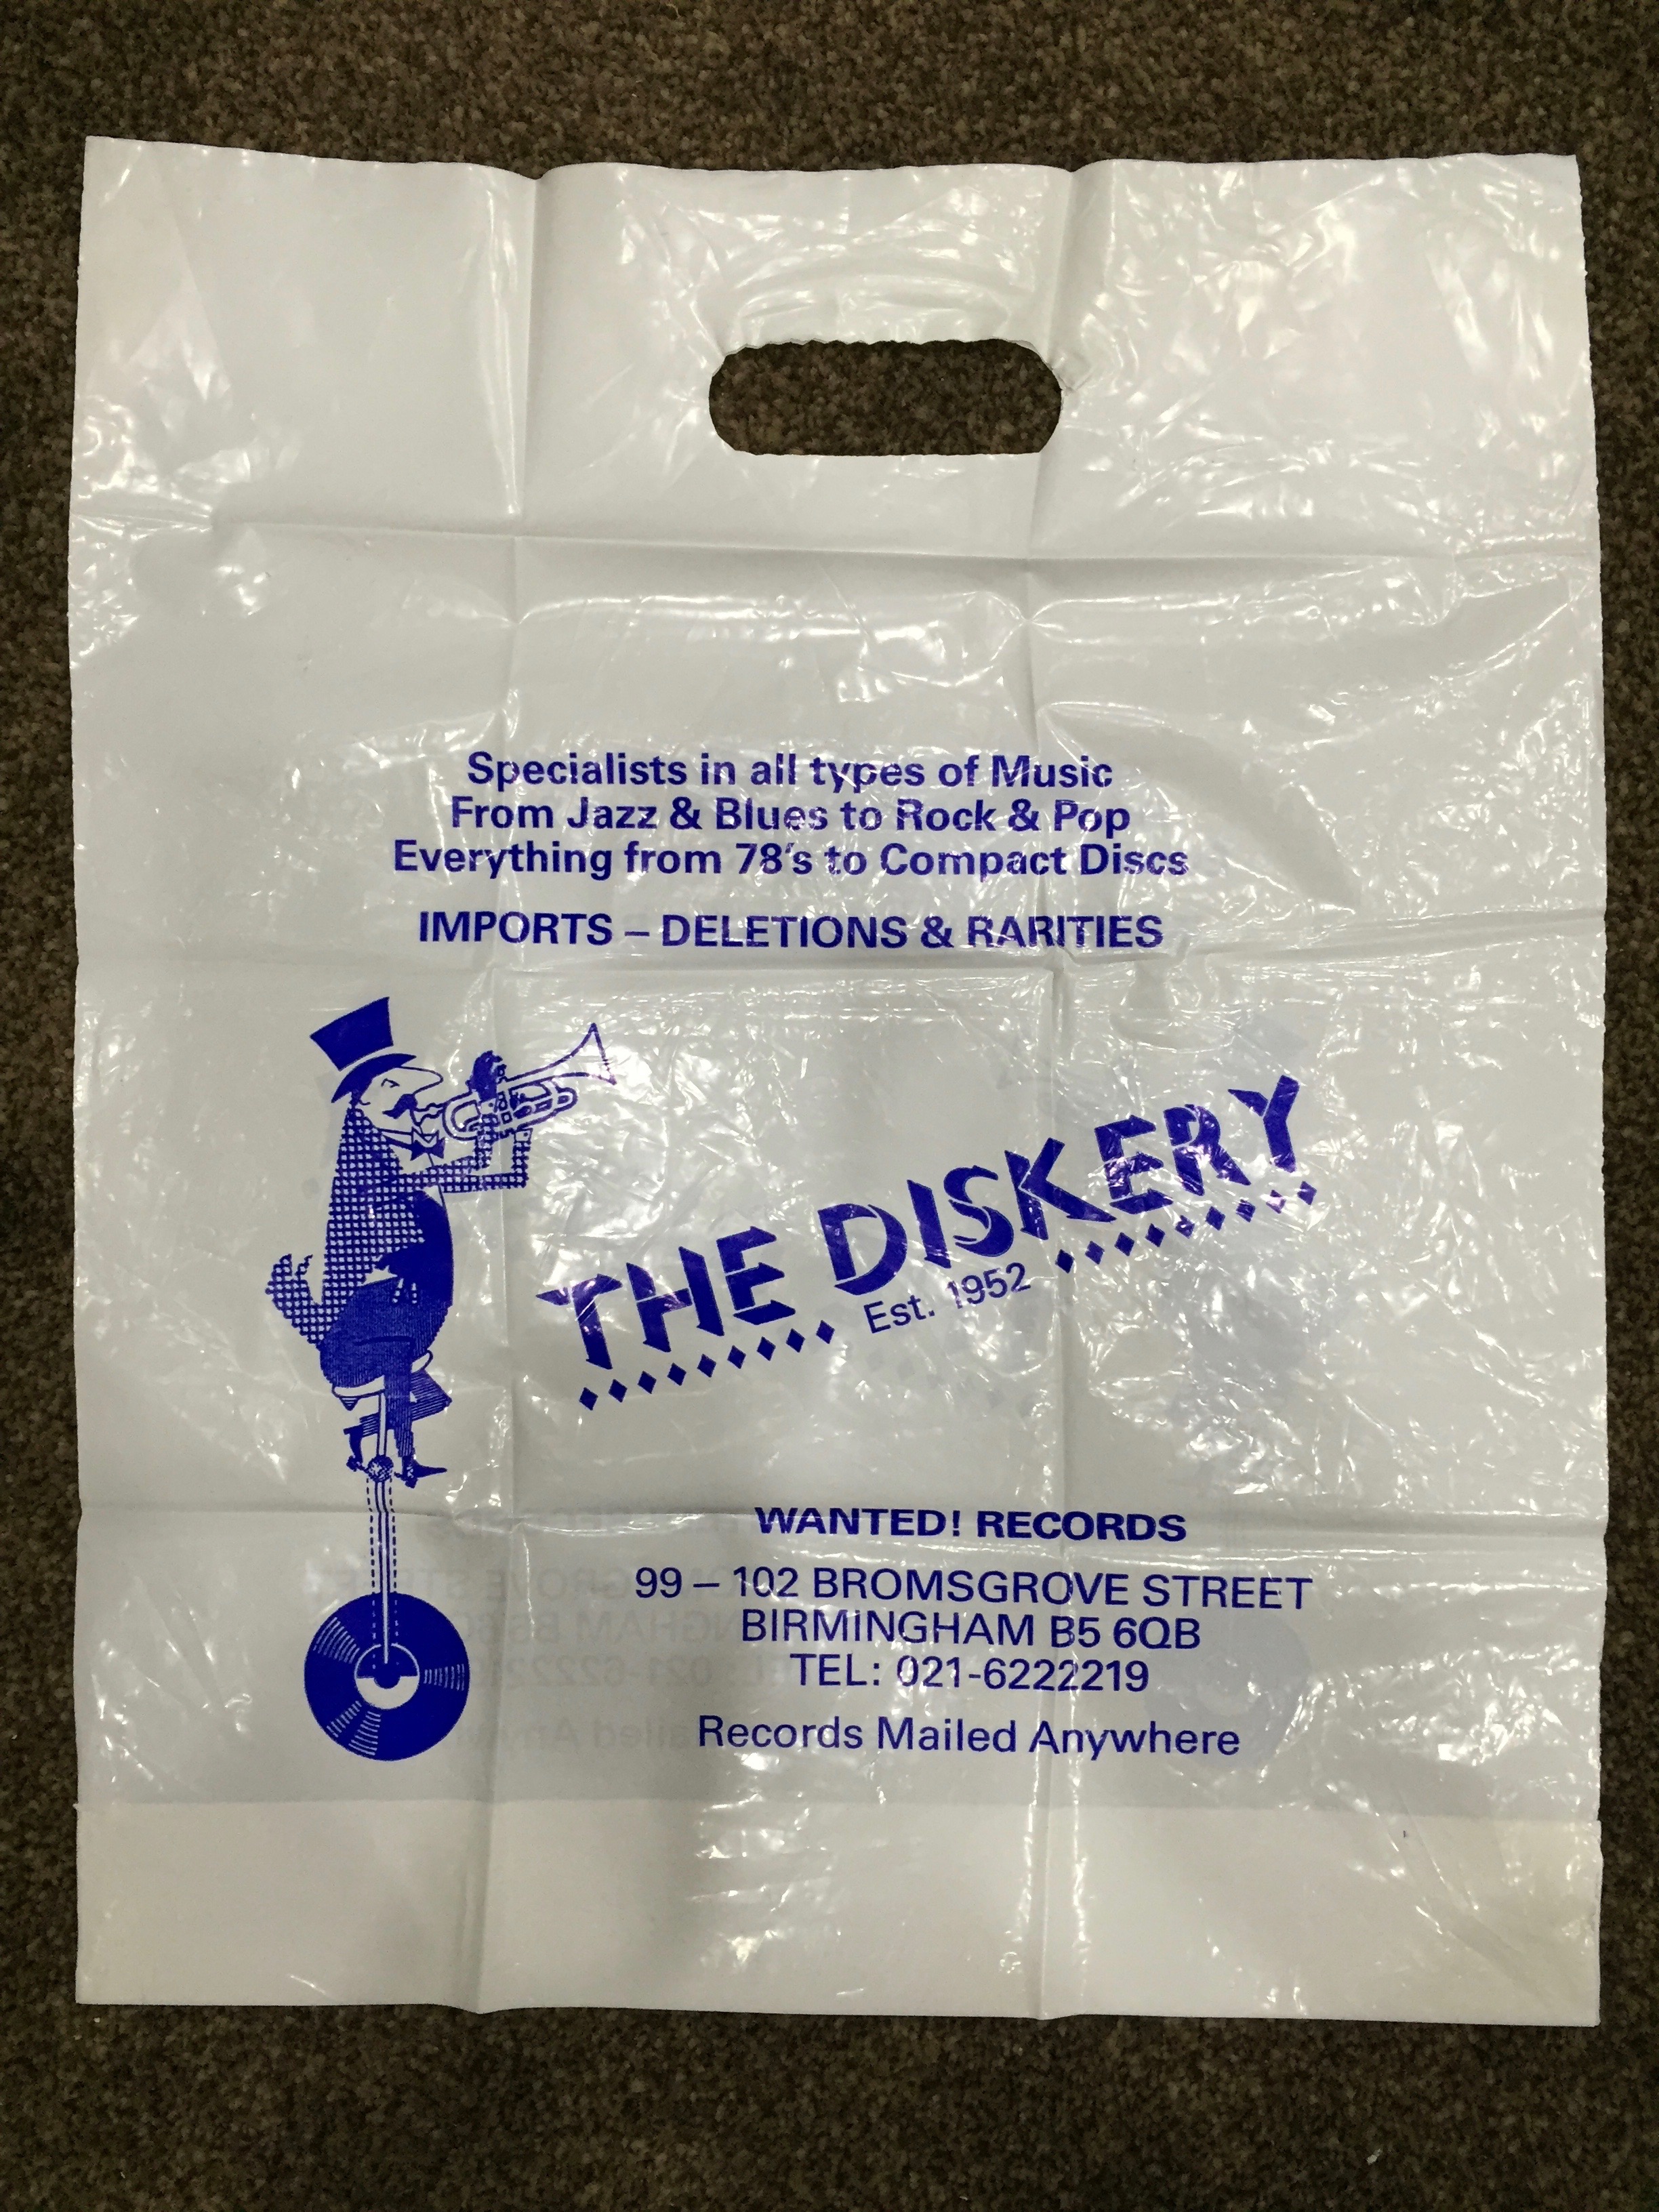 Specialists in all types of Music
From Jazz & Blues to Rock & Pop
Everything from 78's to Compact Discs
IMPORTS – DELETIONS & RARITIES
THE DISKERY
Est. 1952
WANTED! RECORDS
99 – 102 BROMSGROVE STREET
BIRMINGHAM B5 6QB
TEL: 021-6222219
Records Mailed Anywhere